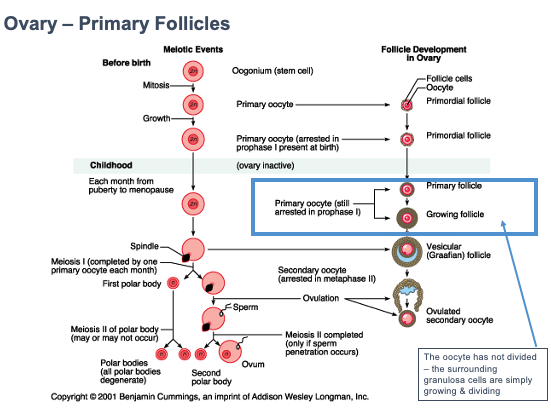 Ovary – Primary Follicles
Meiotic Events
Follicle Development
in Ovary
Before birth
2n
Oogonium (stem cell)
Follicle cells
Oocyte
Mitosis
2n
Primary oocyte
Primordial follicle
Growth
2n
Primary oocyte (arrested in
prophase I present at birth)
Primordial follicle
Childhood
(ovary inactive)
Each month from
puberty to menopause
2n
Primary oocyte (still
arrested in prophase I)
Primary follicle
Growing follicle
Spindle
Vesicular
(Graafian) follicle
Meiosis I (completed by one
primary oocyte each month)
Secondary oocyte
(arrested in metaphase II)
First polar body
Ovulation
Sperm
Ovulated
secondary oocyte
Meiosis II of polar body
(may or may not occur)
Meiosis II completed
(only if sperm
penetration occurs)
Polar bodies
(all polar bodies
degenerate)
Second
polar body
Ovum
The oocyte has not divided
– the surrounding
granulosa cells are simply
growing & dividing
Copyright © 2001 Benjamin Cummings, an imprint of Addison Wesley Longman, Inc.